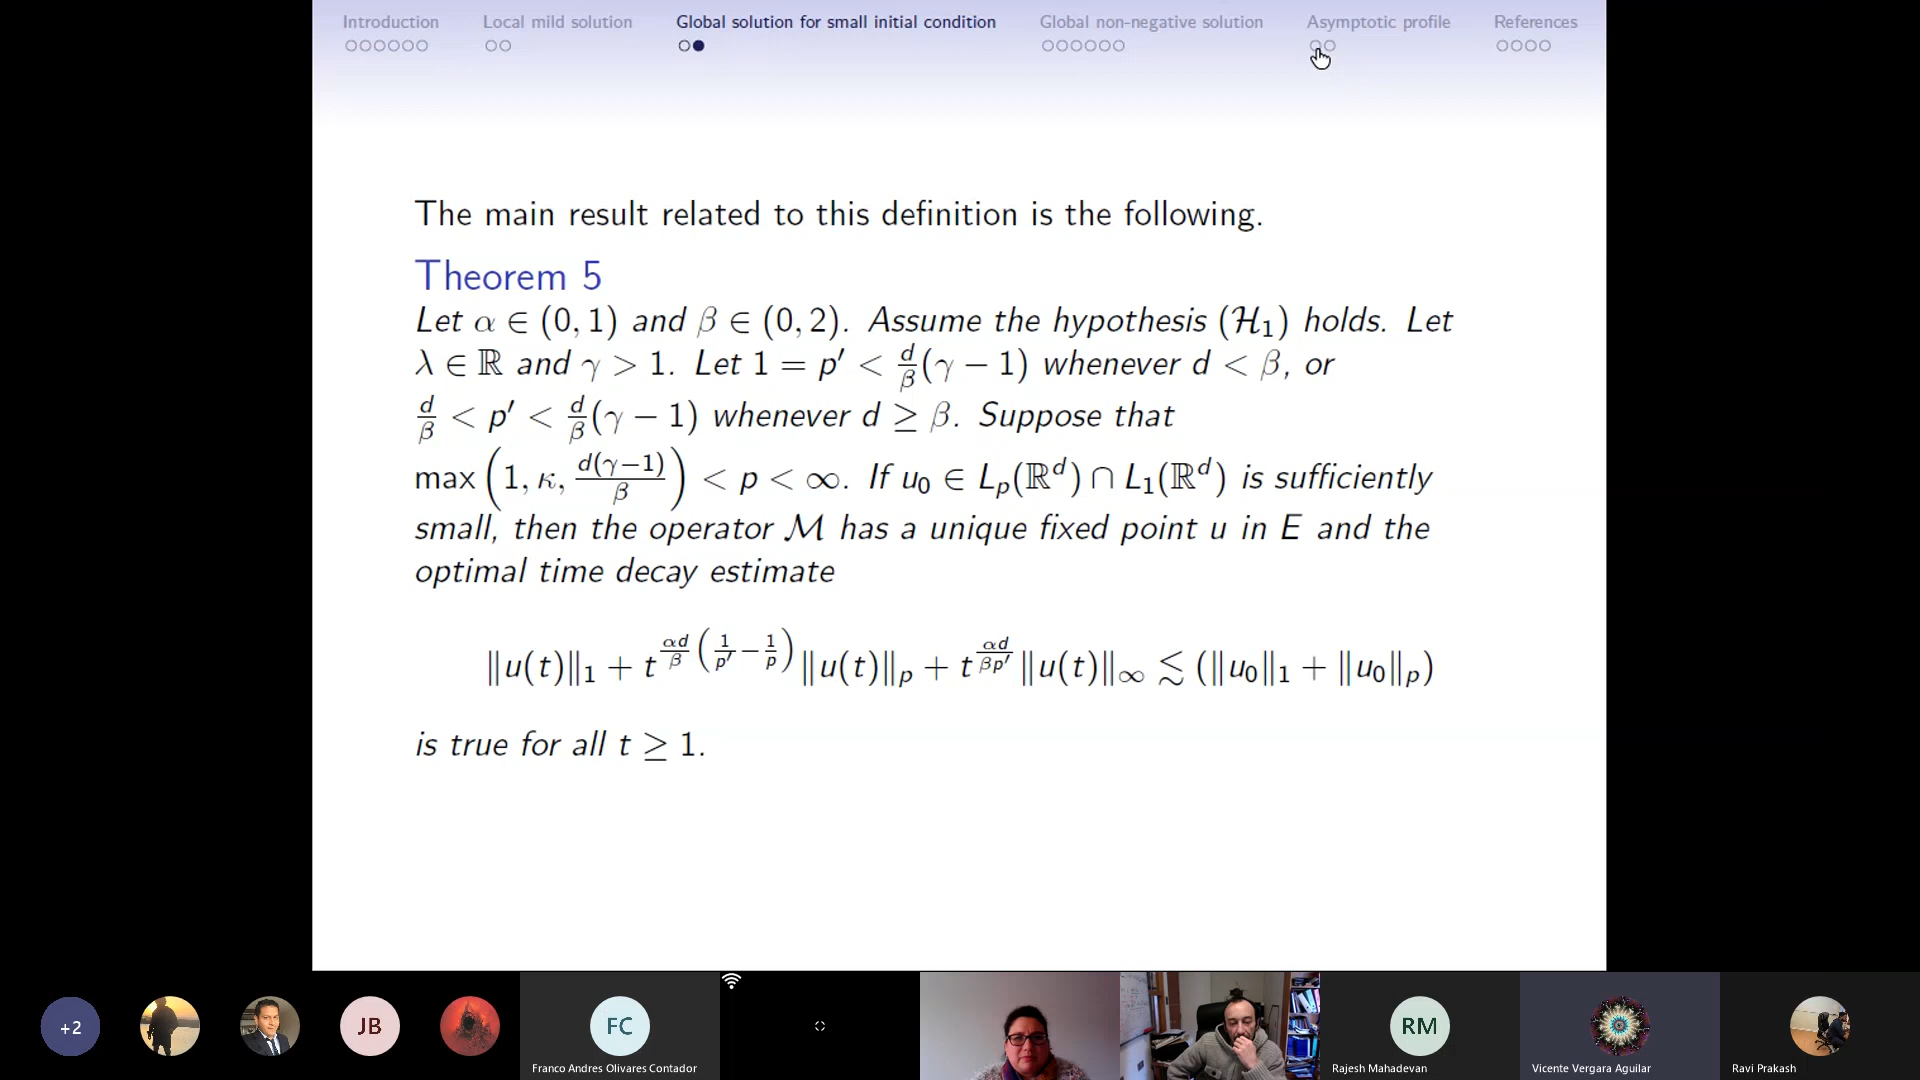 Introduction Local mild solution Global solution for small initial condition Global non-negative solution Asymptotic profile References
The main result related to this definition is the following.
Theorem 5
Let α ∈ (0, 1) and β ∈ (0, 2). Assume the hypothesis (ℋ₁) holds. Let
λ ∈ ℝ and γ > 1. Let 1 = p′ < d/β (γ − 1) whenever d < β, or
d/β < p′ < d/β (γ − 1) whenever d ≥ β. Suppose that
max (1, κ, d(γ−1)/β) < p < ∞. If u₀ ∈ Lₚ(ℝᵈ) ∩ L₁(ℝᵈ) is sufficiently
small, then the operator ℳ has a unique fixed point u in E and the
optimal time decay estimate
‖u(t)‖₁ + t^{αd/β (1/p′ − 1/p)} ‖u(t)‖ₚ + t^{αd/βp′} ‖u(t)‖_∞ ≲ (‖u₀‖₁ + ‖u₀‖ₚ)
is true for all t ≥ 1.
+2 JB FC RM
Franco Andres Olivares Contador Rajesh Mahadevan Vicente Vergara Aguilar Ravi Prakash